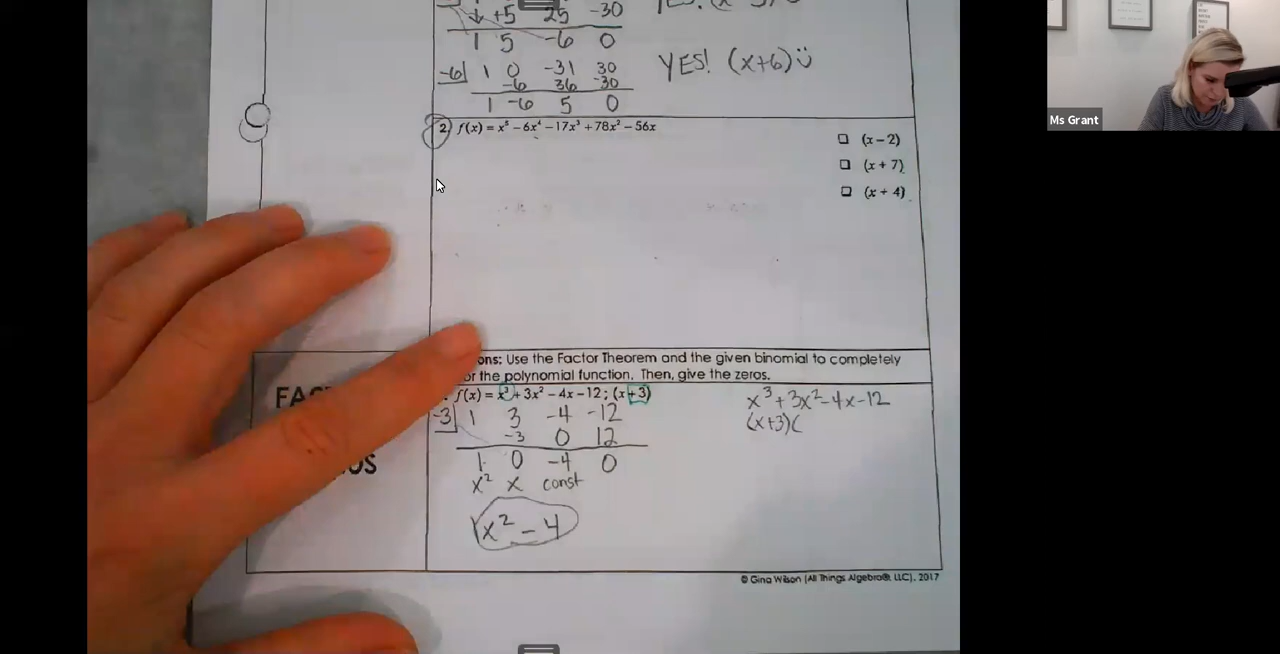 +5 25 -30
1 5 -6 0
-6 1 0 -31 30
-6 36 -30
1 -6 5 0
YES! (x+6)
2. f(x) = x⁵ − 6x⁴ − 17x³ + 78x² − 56x
(x − 2)
(x + 7)
(x + 4)
ons: Use the Factor Theorem and the given binomial to completely
or the polynomial function. Then, give the zeros.
f(x) = x³ + 3x² − 4x − 12; (x + 3)
-3 1 3 -4 -12
-3 0 12
1 0 -4 0
x² x const
x² - 4
x³+3x²-4x-12
(x+3)(
© Gina Wilson (All Things Algebra®, LLC), 2017
Ms Grant